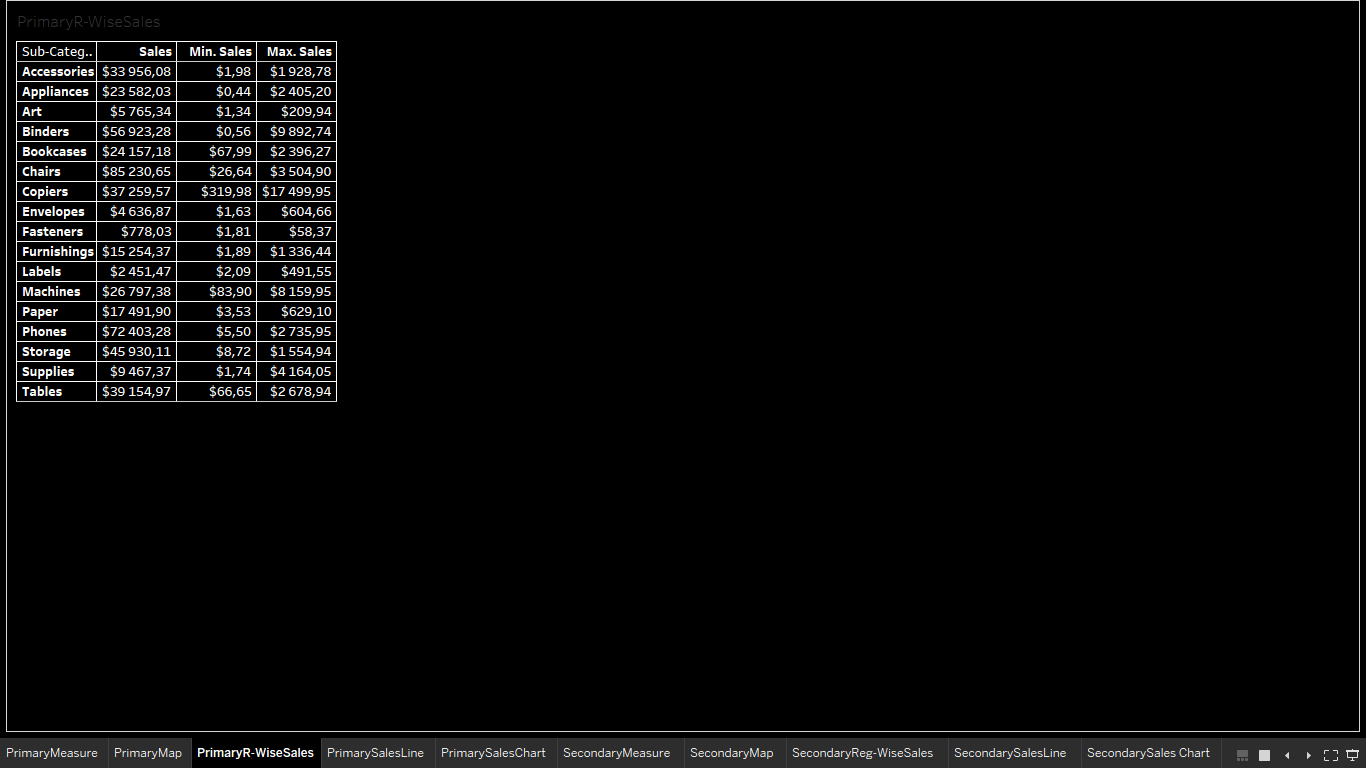 PrimaryR-WiseSales
Sub-Categ.. Sales Min. Sales Max. Sales
Accessories $33 956,08 $1,98 $1 928,78
Appliances $23 582,03 $0,44 $2 405,20
Art $5 765,34 $1,34 $209,94
Binders $56 923,28 $0,56 $9 892,74
Bookcases $24 157,18 $67,99 $2 396,27
Chairs $85 230,65 $26,64 $3 504,90
Copiers $37 259,57 $319,98 $17 499,95
Envelopes $4 636,87 $1,63 $604,66
Fasteners $778,03 $1,81 $58,37
Furnishings $15 254,37 $1,89 $1 336,44
Labels $2 451,47 $2,09 $491,55
Machines $26 797,38 $83,90 $8 159,95
Paper $17 491,90 $3,53 $629,10
Phones $72 403,28 $5,50 $2 735,95
Storage $45 930,11 $8,72 $1 554,94
Supplies $9 467,37 $1,74 $4 164,05
Tables $39 154,97 $66,65 $2 678,94
PrimaryMeasure PrimaryMap PrimaryR-WiseSales PrimarySalesLine PrimarySalesChart SecondaryMeasure SecondaryMap SecondaryReg-WiseSales SecondarySalesLine SecondarySales Chart